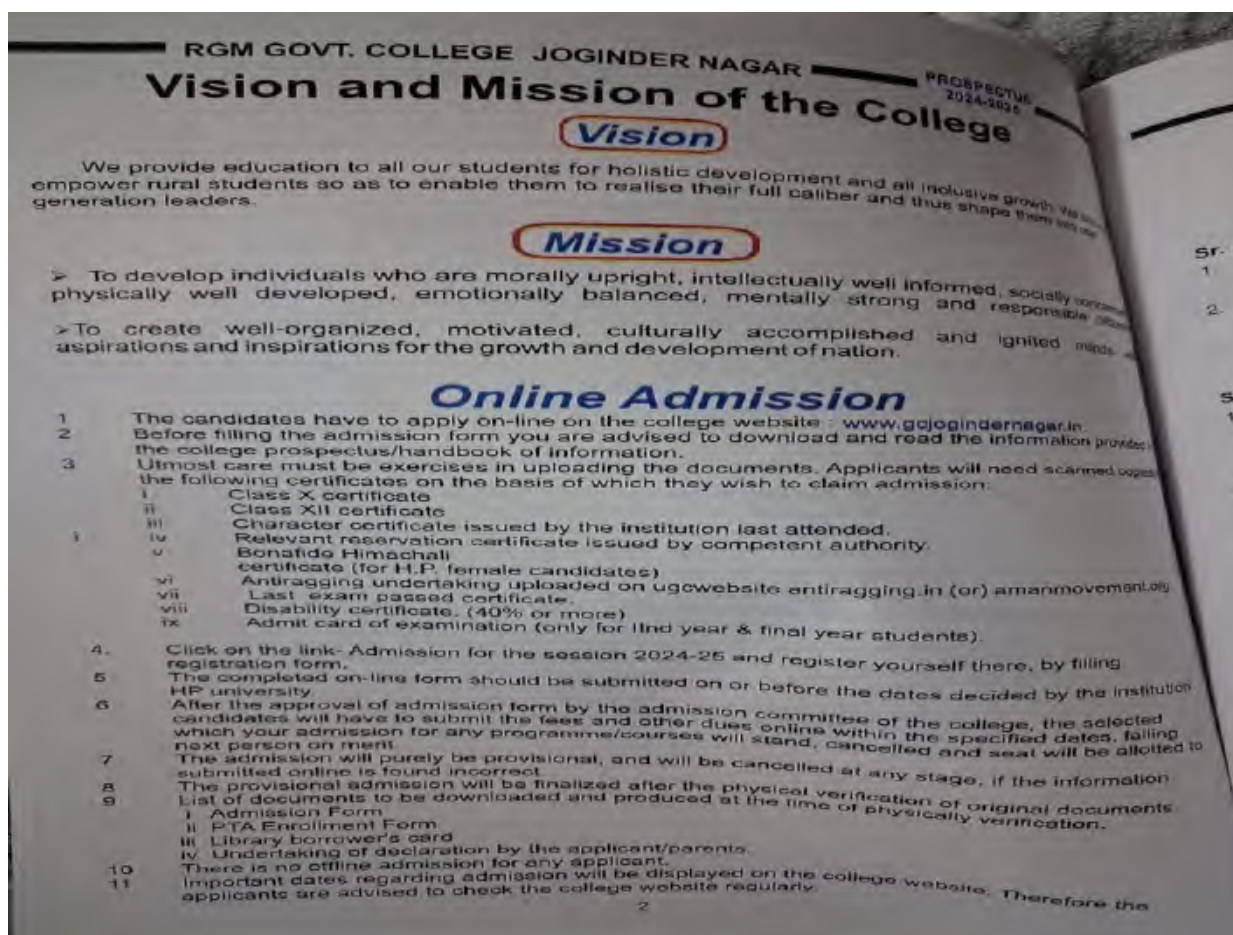 RGM GOVT. COLLEGE JOGINDER NAGAR
PROSPECTUS
2024-2025
Vision and Mission of the College
Vision
We provide education to all our students for holistic development and all inclusive growth. We
empower rural students so as to enable them to realise their full caliber and thus shape them into
generation leaders.
Mission
➢ To develop individuals who are morally upright, intellectually well informed, socially
physically well developed, emotionally balanced, mentally strong and responsible
➢To create well-organized, motivated, culturally accomplished and ignited minds
aspirations and inspirations for the growth and development of nation.
Online Admission
1 The candidates have to apply on-line on the college website : www.gcjogindernagar.in
2 Before filling the admission form you are advised to download and read the information provided
the college prospectus/handbook of information.
3 Utmost care must be exercises in uploading the documents. Applicants will need scanned copies
the following certificates on the basis of which they wish to claim admission:
i Class X certificate
ii Class XII certificate
iii Character certificate issued by the institution last attended.
iv Relevant reservation certificate issued by competent authority.
v Bonafide Himachali
certificate (for H.P. female candidates)
vi Antiragging undertaking uploaded on ugcwebsite antiragging.in (or) amanmovement.org
vii Last exam passed certificate.
viii Disability certificate. (40% or more)
ix Admit card of examination (only for IInd year & final year students).
4. Click on the link- Admission for the session 2024-25 and register yourself there, by filling
registration form.
5 The completed on-line form should be submitted on or before the dates decided by the institution
HP university.
6 After the approval of admission form by the admission committee of the college, the selected
candidates will have to submit the fees and other dues online within the specified dates, failing
which your admission for any programme/courses will stand, cancelled and seat will be allotted to
next person on merit
7 The admission will purely be provisional, and will be cancelled at any stage, if the information
submitted online is found incorrect
8 The provisional admission will be finalized after the physical verification of original documents
9 List of documents to be downloaded and produced at the time of physically verification.
i Admission Form
ii PTA Enrollment Form
iii Library borrower's card
iv Undertaking of declaration by the applicant/parents.
10 There is no offline admission for any applicant.
11 Important dates regarding admission will be displayed on the college website. Therefore the
applicants are advised to check the college website regularly.
2
Sr.
1
2.